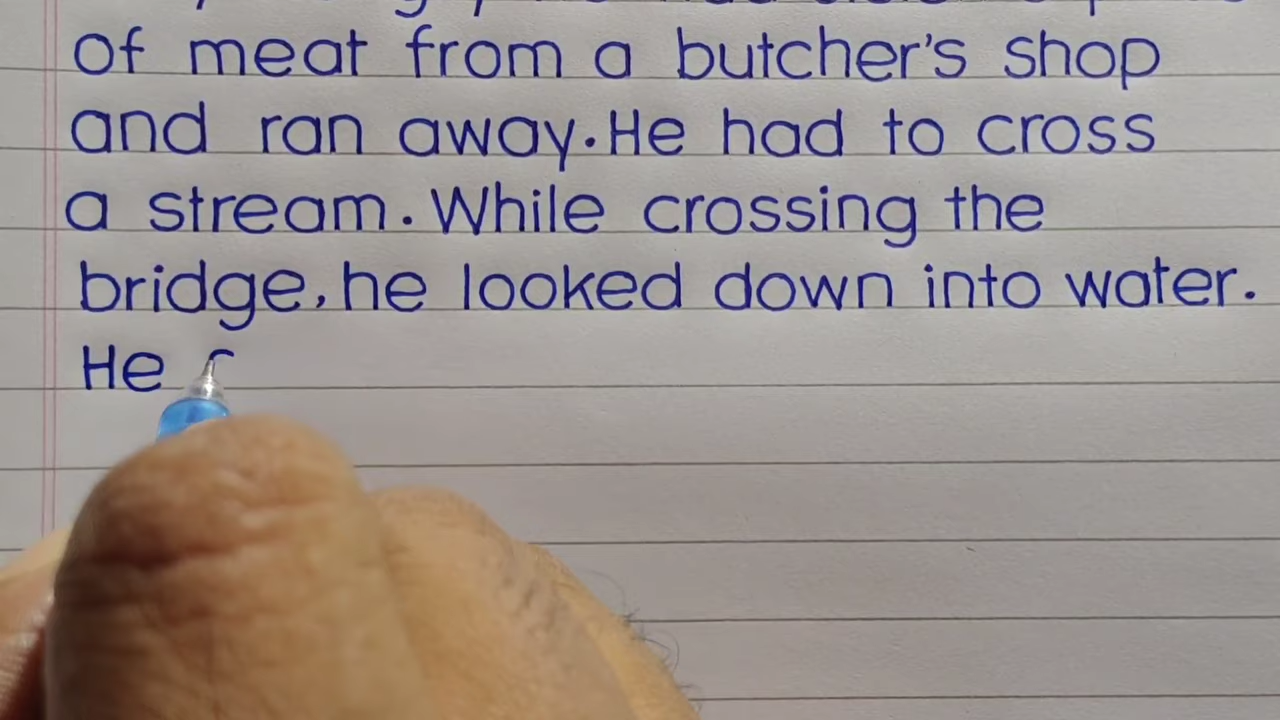 of meat from a butcher's shop
and ran away. He had to cross
a stream. While crossing the
bridge, he looked down into water.
He